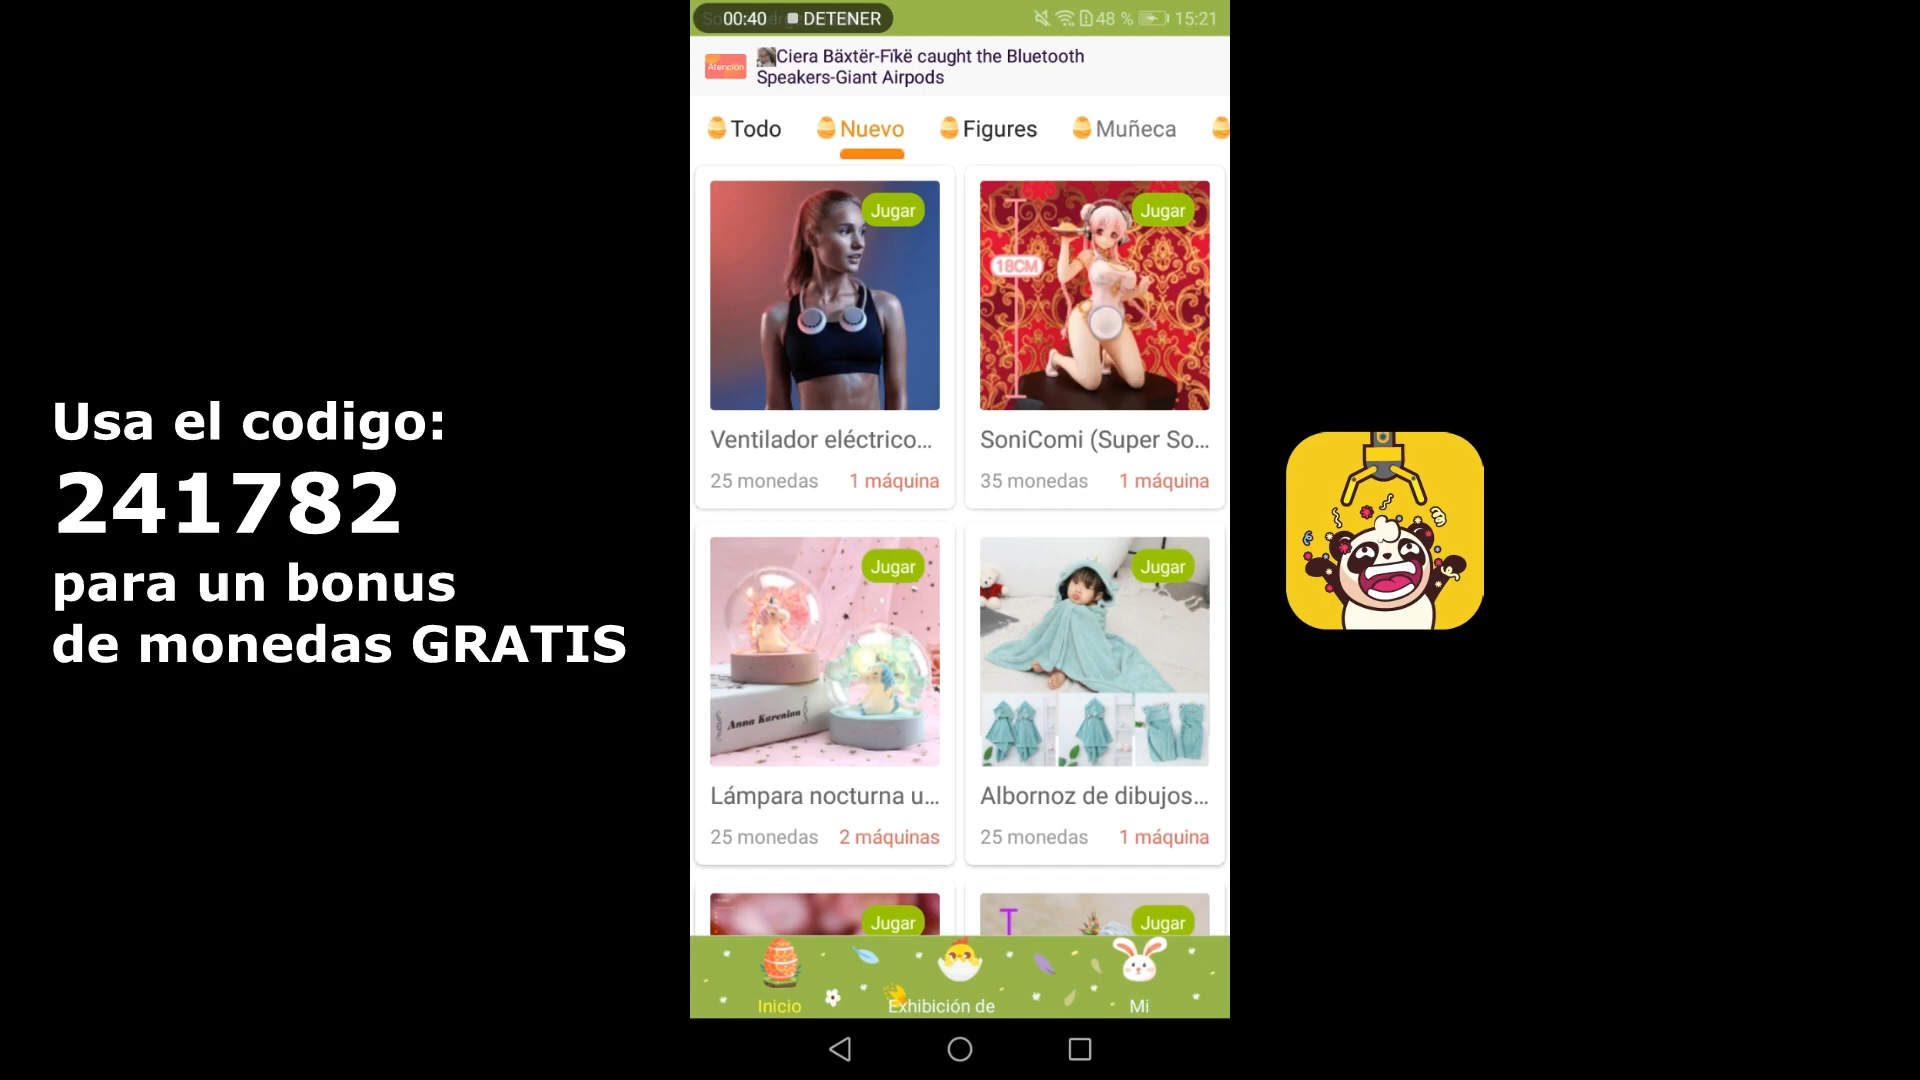 00:40 DETENER
48 % 15:21
Atención
Ciera Bäxtër-Fïkë caught the Bluetooth
Speakers-Giant Airpods
Todo Nuevo Figures Muñeca
Jugar
Jugar
18CM
Ventilador eléctrico...
SoniComi (Super So...
25 monedas 1 máquina
35 monedas 1 máquina
Usa el codigo:
241782
para un bonus
de monedas GRATIS
Jugar
Jugar
Anna Karenina
Lámpara nocturna u...
Albornoz de dibujos...
25 monedas 2 máquinas
25 monedas 1 máquina
Jugar
Jugar
Inicio
Exhibición de
Mi